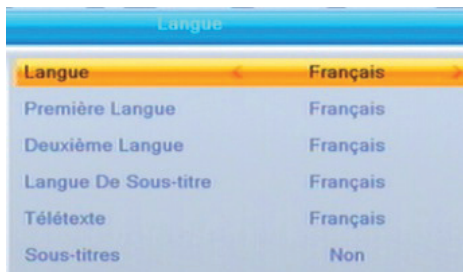 Langue
Langue < Français >
Première Langue Français
Deuxième Langue Français
Langue De Sous-titre Français
Télétexte Français
Sous-titres Non